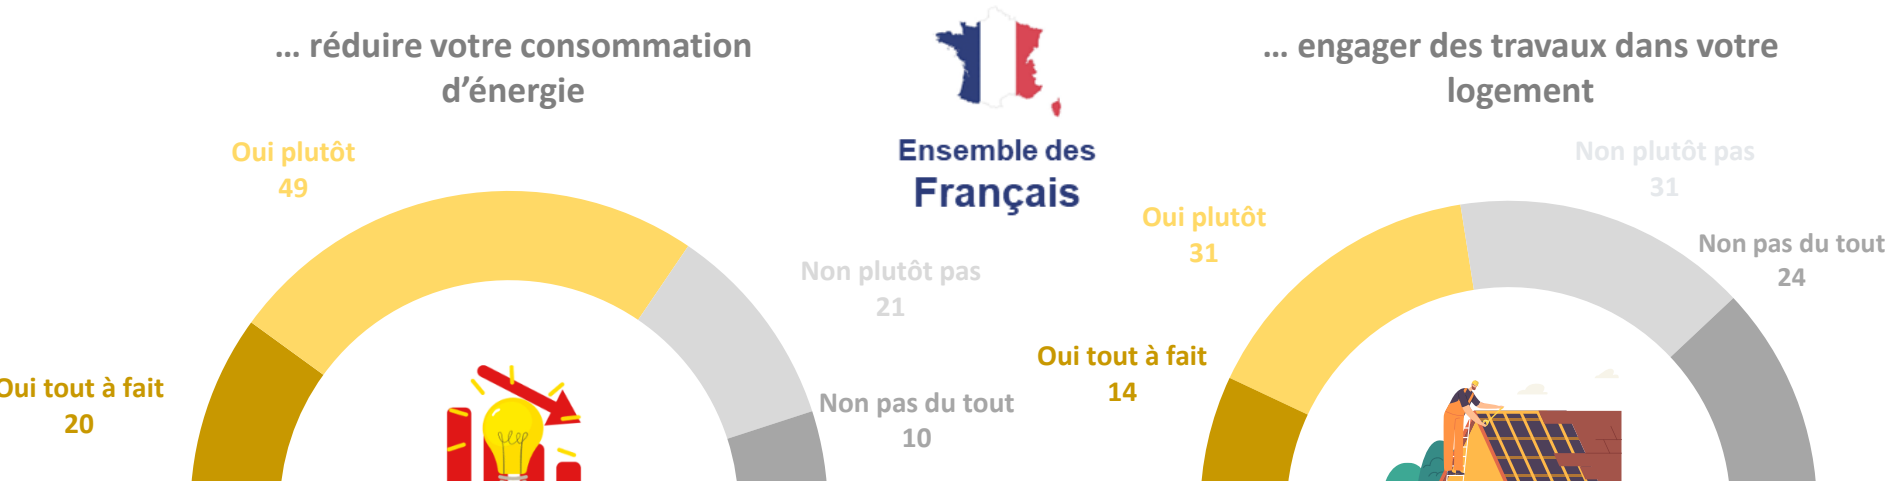 ... réduire votre consommation
d'énergie
Oui plutôt
49
Non plutôt pas
21
Oui tout à fait
20
Non pas du tout
10
Ensemble des
Français
... engager des travaux dans votre
logement
Non plutôt pas
31
Oui plutôt
31
Non pas du tout
24
Oui tout à fait
14